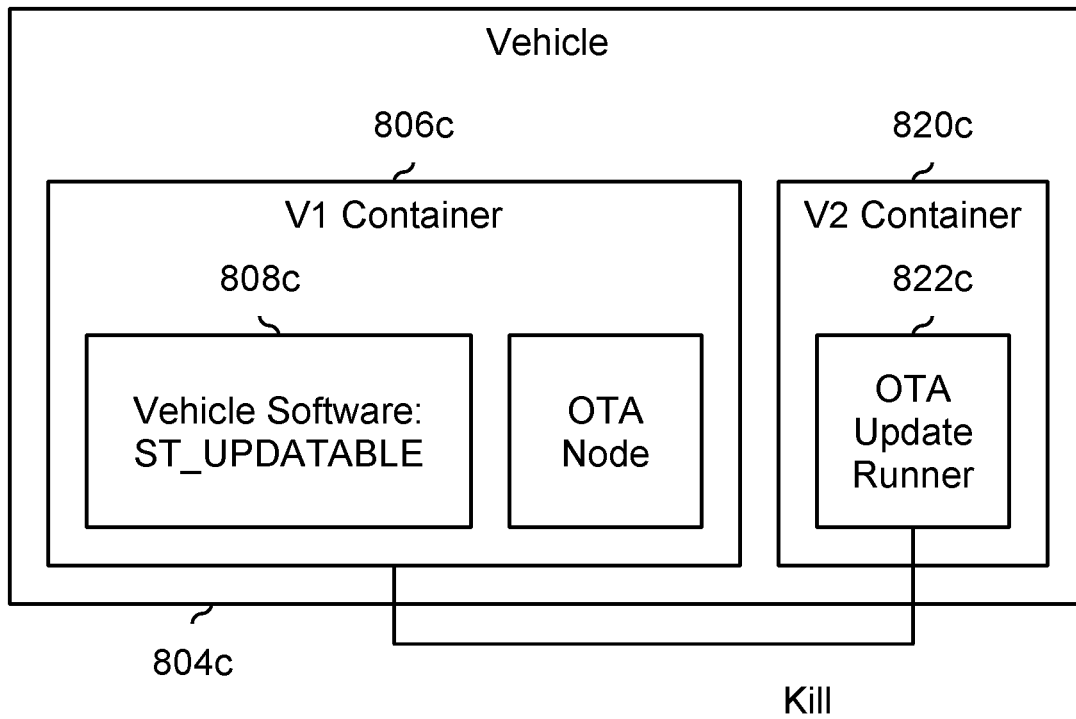 Vehicle
806c
820c
V1 Container
V2 Container
808c
822c
Vehicle Software:
ST_UPDATABLE
OTA
Node
OTA
Update
Runner
804c
Kill